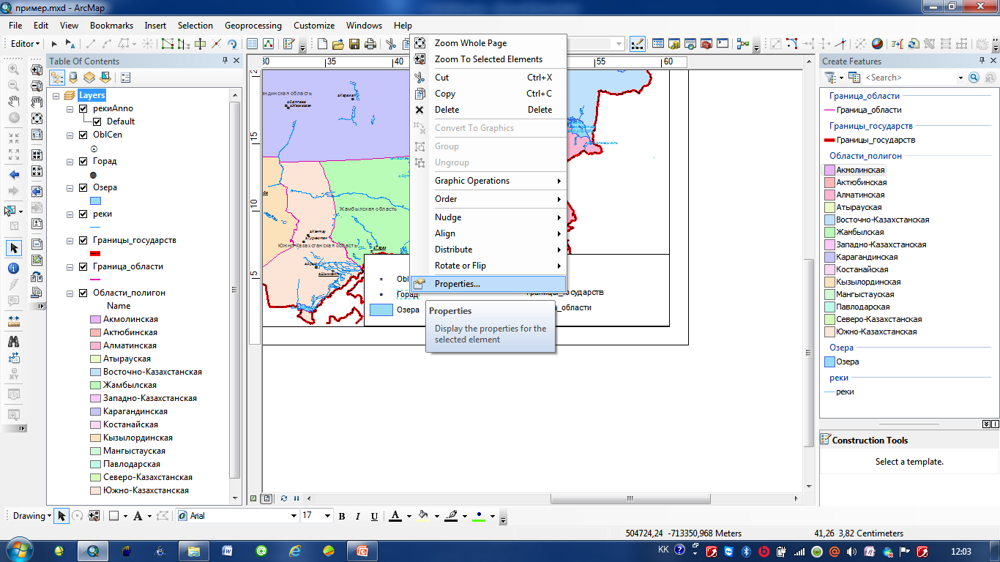 пример.mxd - ArcMap
File Edit View Bookmarks Insert Selection Geoprocessing Customize Windows Help
Editor
Table Of Contents
Layers
рекиAnno
Default
OblCen
Горад
Озера
реки
Границы_государств
Граница_области
Области_полигон
Name
Акмолинская
Актюбинская
Алматинская
Атырауская
Восточно-Казахстанская
Жамбылская
Западно-Казахстанская
Карагандинская
Костанайская
Кызылординская
Мангыстауская
Павлодарская
Северо-Казахстанская
Южно-Казахстанская
30 35 40 55 60
15
10
5
андинская область
Жамбылская область
Южно-Казахстанская область
Obl
Горад
Озера
Zoom Whole Page
Zoom To Selected Elements
Cut Ctrl+X
Copy Ctrl+C
Delete Delete
Convert To Graphics
Group
Ungroup
Graphic Operations
Order
Nudge
Align
Distribute
Rotate or Flip
Properties...
Properties
Display the properties for the
selected element
Create Features
<Search>
Граница_области
Граница_области
Границы_государств
Границы_государств
Области_полигон
Акмолинская
Актюбинская
Алматинская
Атырауская
Восточно-Казахстанская
Жамбылская
Западно-Казахстанская
Карагандинская
Костанайская
Кызылординская
Мангыстауская
Павлодарская
Северо-Казахстанская
Южно-Казахстанская
Озера
Озера
реки
реки
Construction Tools
Select a template.
Drawing A Arial 17 B I U A
504724,24 -713350,968 Meters 41,26 3,82 Centimeters
KK 12:03